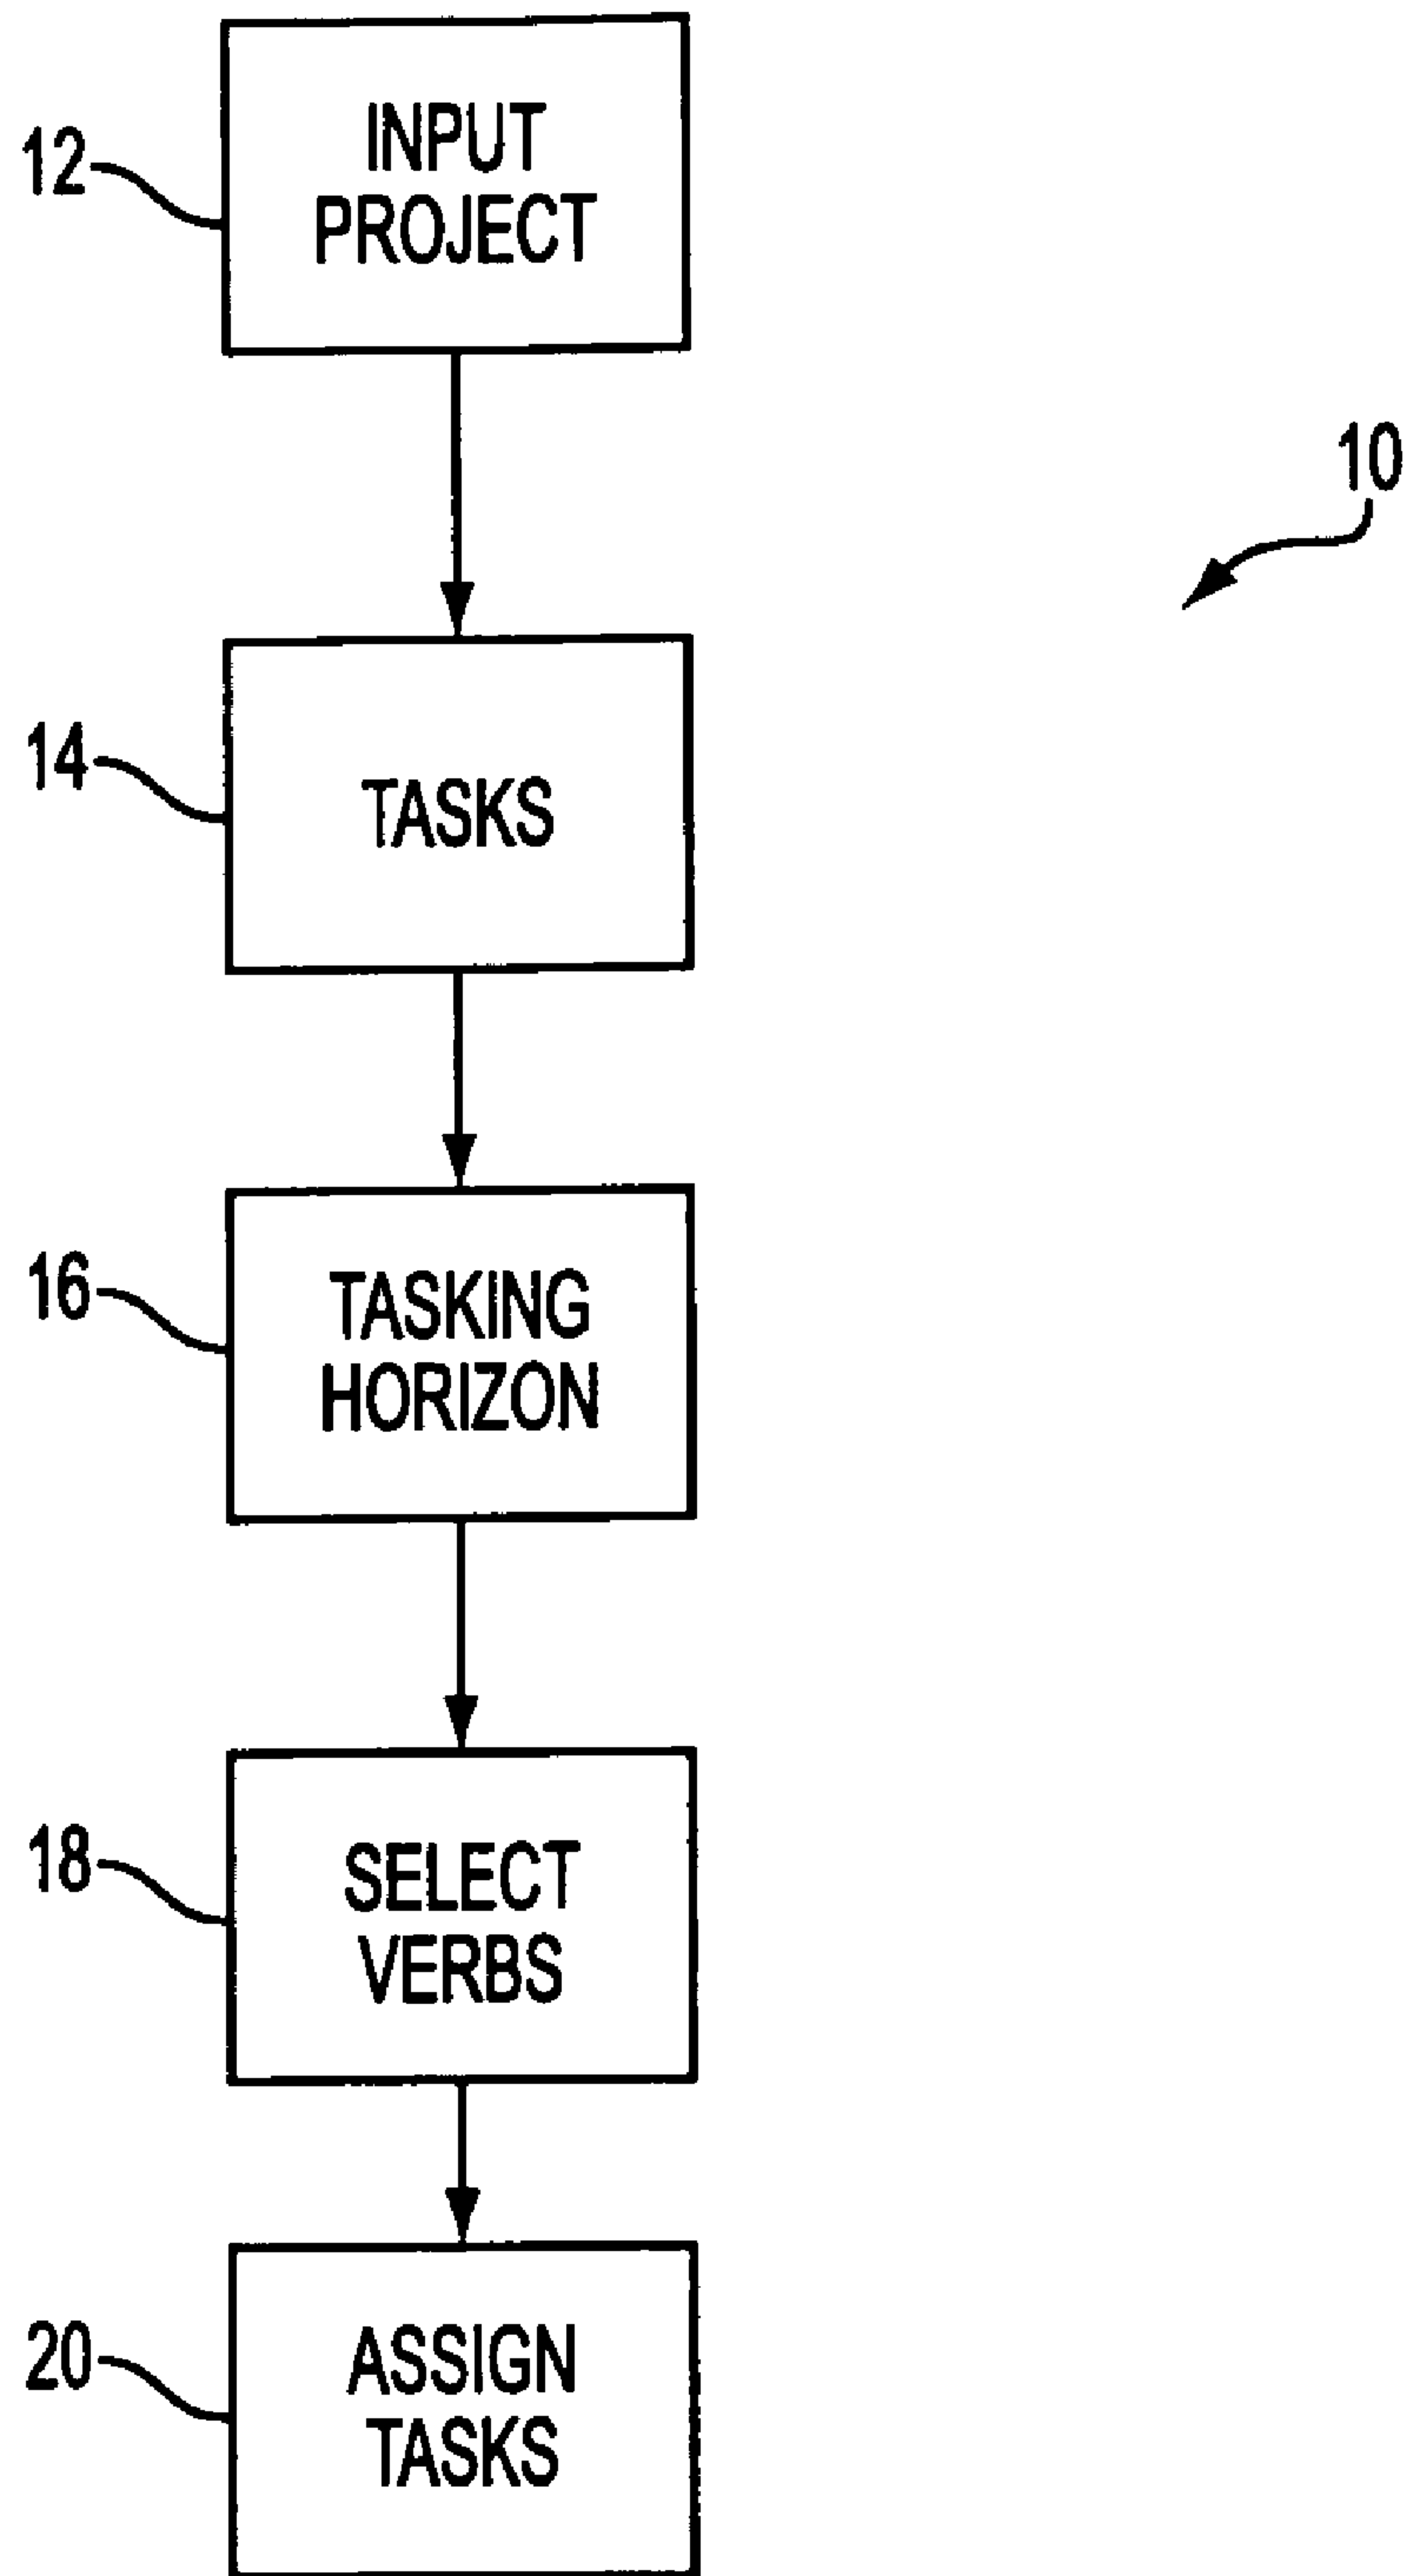 INPUT
PROJECT
12
10
14
TASKS
16
TASKING
HORIZON
18
SELECT
VERBS
20
ASSIGN
TASKS